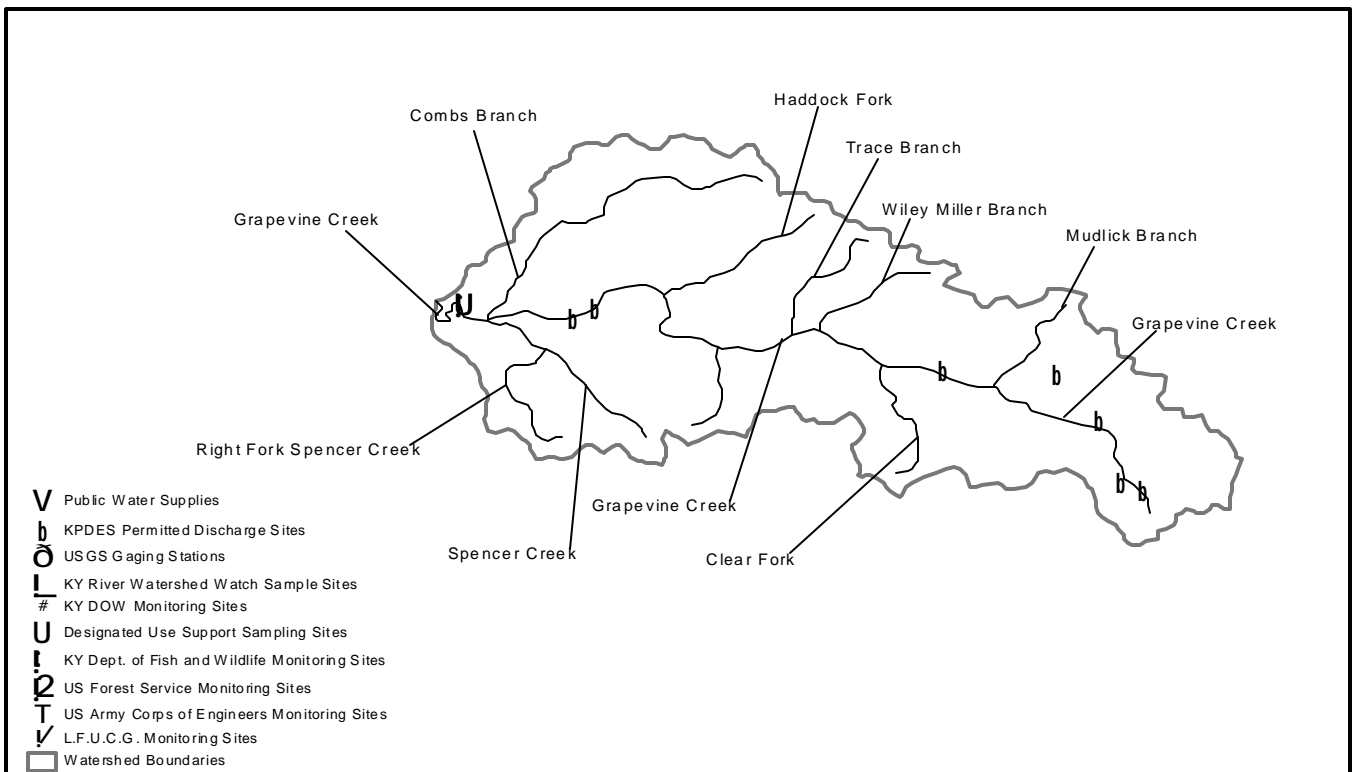 Haddock Fork
Combs Branch
Trace Branch
Grapevine Creek
Wiley Miller Branch
Mudlick Branch
Grapevine Creek
U
b
b
b
b
b
b
b
Right Fork Spencer Creek
Grapevine Creek
Spencer Creek
Clear Fork
V Public Water Supplies
b KPDES Permitted Discharge Sites
ð USGS Gaging Stations
! KY River Watershed Watch Sample Sites
# KY DOW Monitoring Sites
U Designated Use Support Sampling Sites
KY Dept. of Fish and Wildlife Monitoring Sites
2 US Forest Service Monitoring Sites
T US Army Corps of Engineers Monitoring Sites
L.F.U.C.G. Monitoring Sites
Watershed Boundaries